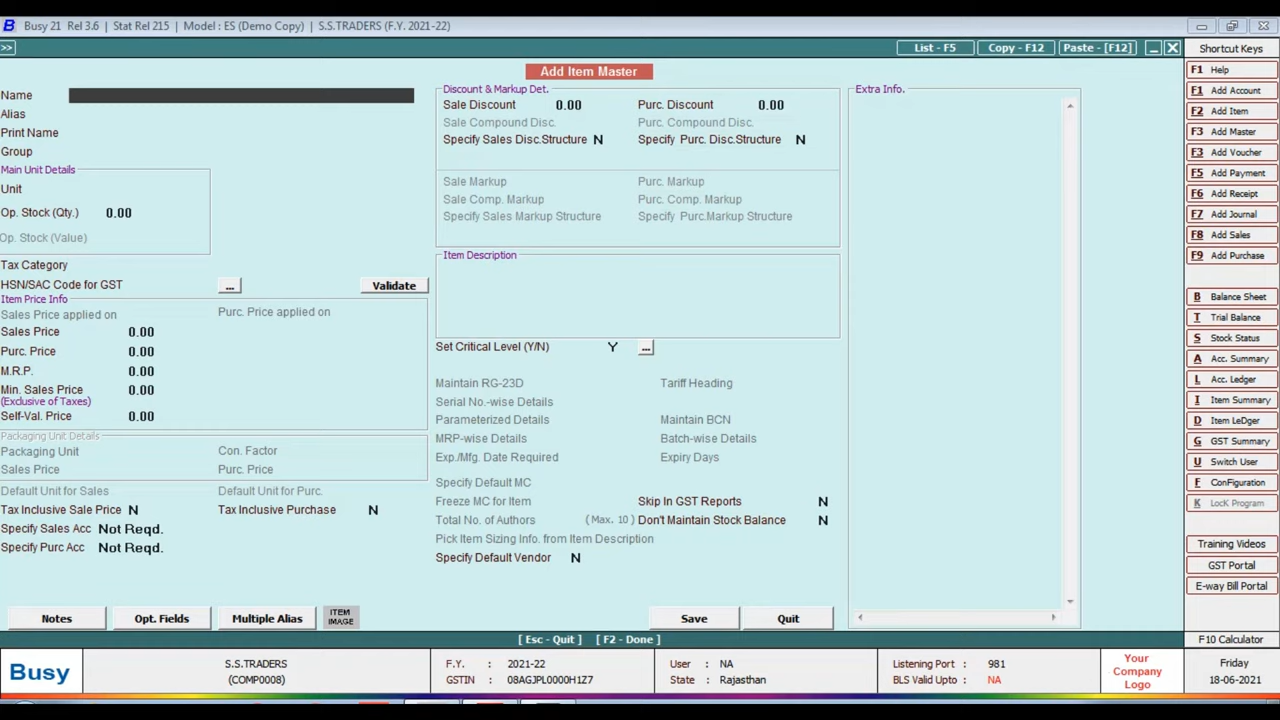 Busy 21 Rel 3.6 | Stat Rel 215 | Model : ES (Demo Copy) | S.S.TRADERS (F.Y. 2021-22)
>> List - F5 Copy - F12 Paste - [F12]
Shortcut Keys
Add Item Master
Name
Alias
Print Name
Group
Main Unit Details
Unit
Op. Stock (Qty.) 0.00
Op. Stock (Value)
Tax Category
HSN/SAC Code for GST ... Validate
Item Price Info
Sales Price applied on Purc. Price applied on
Sales Price 0.00
Purc. Price 0.00
M.R.P. 0.00
Min. Sales Price 0.00
(Exclusive of Taxes)
Self-Val. Price 0.00
Packaging Unit Details
Packaging Unit Con. Factor
Sales Price Purc. Price
Default Unit for Sales Default Unit for Purc.
Tax Inclusive Sale Price N Tax Inclusive Purchase N
Specify Sales Acc Not Reqd.
Specify Purc Acc Not Reqd.
Notes Opt. Fields Multiple Alias ITEM IMAGE
Discount & Markup Det.
Sale Discount 0.00 Purc. Discount 0.00
Sale Compound Disc. Purc. Compound Disc.
Specify Sales Disc.Structure N Specify Purc. Disc.Structure N
Sale Markup Purc. Markup
Sale Comp. Markup Purc. Comp. Markup
Specify Sales Markup Structure Specify Purc.Markup Structure
Item Description
Set Critical Level (Y/N) Y ...
Maintain RG-23D Tariff Heading
Serial No.-wise Details
Parameterized Details Maintain BCN
MRP-wise Details Batch-wise Details
Exp./Mfg. Date Required Expiry Days
Specify Default MC
Freeze MC for Item Skip In GST Reports N
Total No. of Authors ( Max. 10 ) Don't Maintain Stock Balance N
Pick Item Sizing Info. from Item Description
Specify Default Vendor N
Save Quit
Extra Info.
F1 Help
F1 Add Account
F2 Add Item
F3 Add Master
F3 Add Voucher
F5 Add Payment
F6 Add Receipt
F7 Add Journal
F8 Add Sales
F9 Add Purchase
B Balance Sheet
T Trial Balance
S Stock Status
A Acc. Summary
L Acc. Ledger
I Item Summary
D Item LeDger
G GST Summary
U Switch User
F ConFiguration
K LocK Program
Training Videos
GST Portal
E-way Bill Portal
[ Esc - Quit ] [ F2 - Done ]
F10 Calculator
Busy
S.S.TRADERS
(COMP0008)
F.Y. : 2021-22
GSTIN : 08AGJPL0000H1Z7
User : NA
State : Rajasthan
Listening Port : 981
BLS Valid Upto : NA
Your
Company
Logo
Friday
18-06-2021